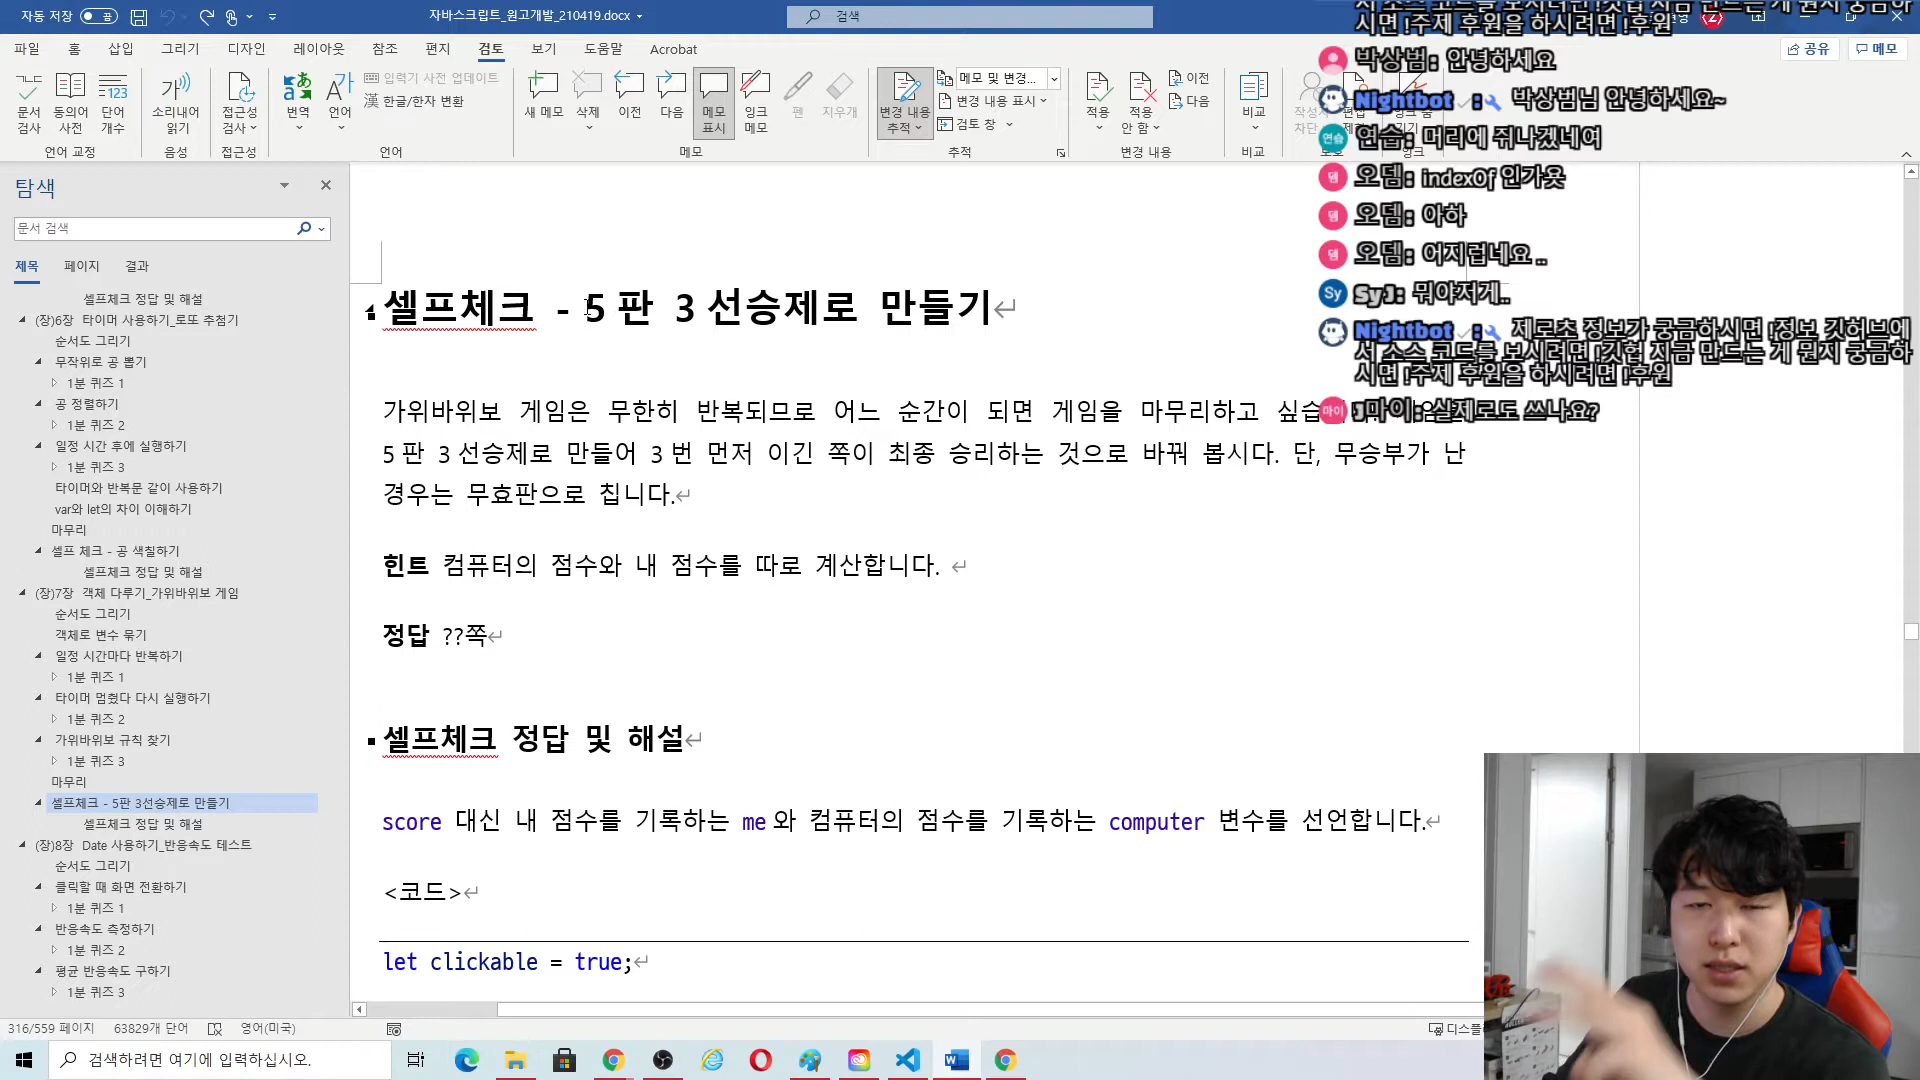 자동 저장 끔 자바스크립트_원고개발_210419.docx 검색
파일 홈 삽입 그리기 디자인 레이아웃 참조 편지 검토 보기 도움말 Acrobat 공유 메모
문서 검사 동의어 사전 단어 개수 소리내어 읽기 접근성 검사 번역 언어
입력기 사전 업데이트
한글/한자 변환
새 메모 삭제 이전 다음 메모 표시 잉크 메모 펜 지우개
변경 내용 추적 메모 및 변경...
변경 내용 표시
검토 창
적용 적용 안 함 이전 다음 비교
언어 교정 음성 접근성 언어 메모 추적 변경 내용 비교
탐색
문서 검색
제목 페이지 결과
셀프체크 정답 및 해설
(장)6장 타이머 사용하기_로또 추첨기
순서도 그리기
무작위로 공 뽑기
1분 퀴즈 1
공 정렬하기
1분 퀴즈 2
일정 시간 후에 실행하기
1분 퀴즈 3
타이머와 반복문 같이 사용하기
var와 let의 차이 이해하기
마무리
셀프 체크 - 공 색칠하기
셀프체크 정답 및 해설
(장)7장 객체 다루기_가위바위보 게임
순서도 그리기
객체로 변수 묶기
일정 시간마다 반복하기
1분 퀴즈 1
타이머 멈췄다 다시 실행하기
1분 퀴즈 2
가위바위보 규칙 찾기
1분 퀴즈 3
마무리
셀프체크 - 5판 3선승제로 만들기
셀프체크 정답 및 해설
(장)8장 Date 사용하기_반응속도 테스트
순서도 그리기
클릭할 때 화면 전환하기
1분 퀴즈 1
반응속도 측정하기
1분 퀴즈 2
평균 반응속도 구하기
1분 퀴즈 3
셀프체크 - 5판 3선승제로 만들기
가위바위보 게임은 무한히 반복되므로 어느 순간이 되면 게임을 마무리하고
5판 3선승제로 만들어 3번 먼저 이긴 쪽이 최종 승리하는 것으로 바꿔 봅시다. 단, 무승부가 난
경우는 무효판으로 칩니다.
힌트 컴퓨터의 점수와 내 점수를 따로 계산합니다.
정답 ??쪽
셀프체크 정답 및 해설
score 대신 내 점수를 기록하는 me와 컴퓨터의 점수를 기록하는 computer 변수를 선언합니다.
<코드>
let clickable = true;
시면 !주제 후원을 하시려면 !후원
박상범: 안녕하세요
Nightbot: 박상범님 안녕하세요~
연습: 머리에 쥐나겠네여
오뎀: indexOf 인가욧
오뎀: 아하
오뎀: 어지럽네요..
SyJ: 뭐야저게..
Nightbot: 제로초 정보가 궁금하시면 !정보 깃허브에
서 소스 코드를 보시려면 !깃헙 지금 만드는 게 뭔지 궁금하
시면 !주제 후원을 하시려면 !후원
J마이: 실제로도 쓰나요?
316/559 페이지 63829개 단어 영어(미국)
검색하려면 여기에 입력하십시오.